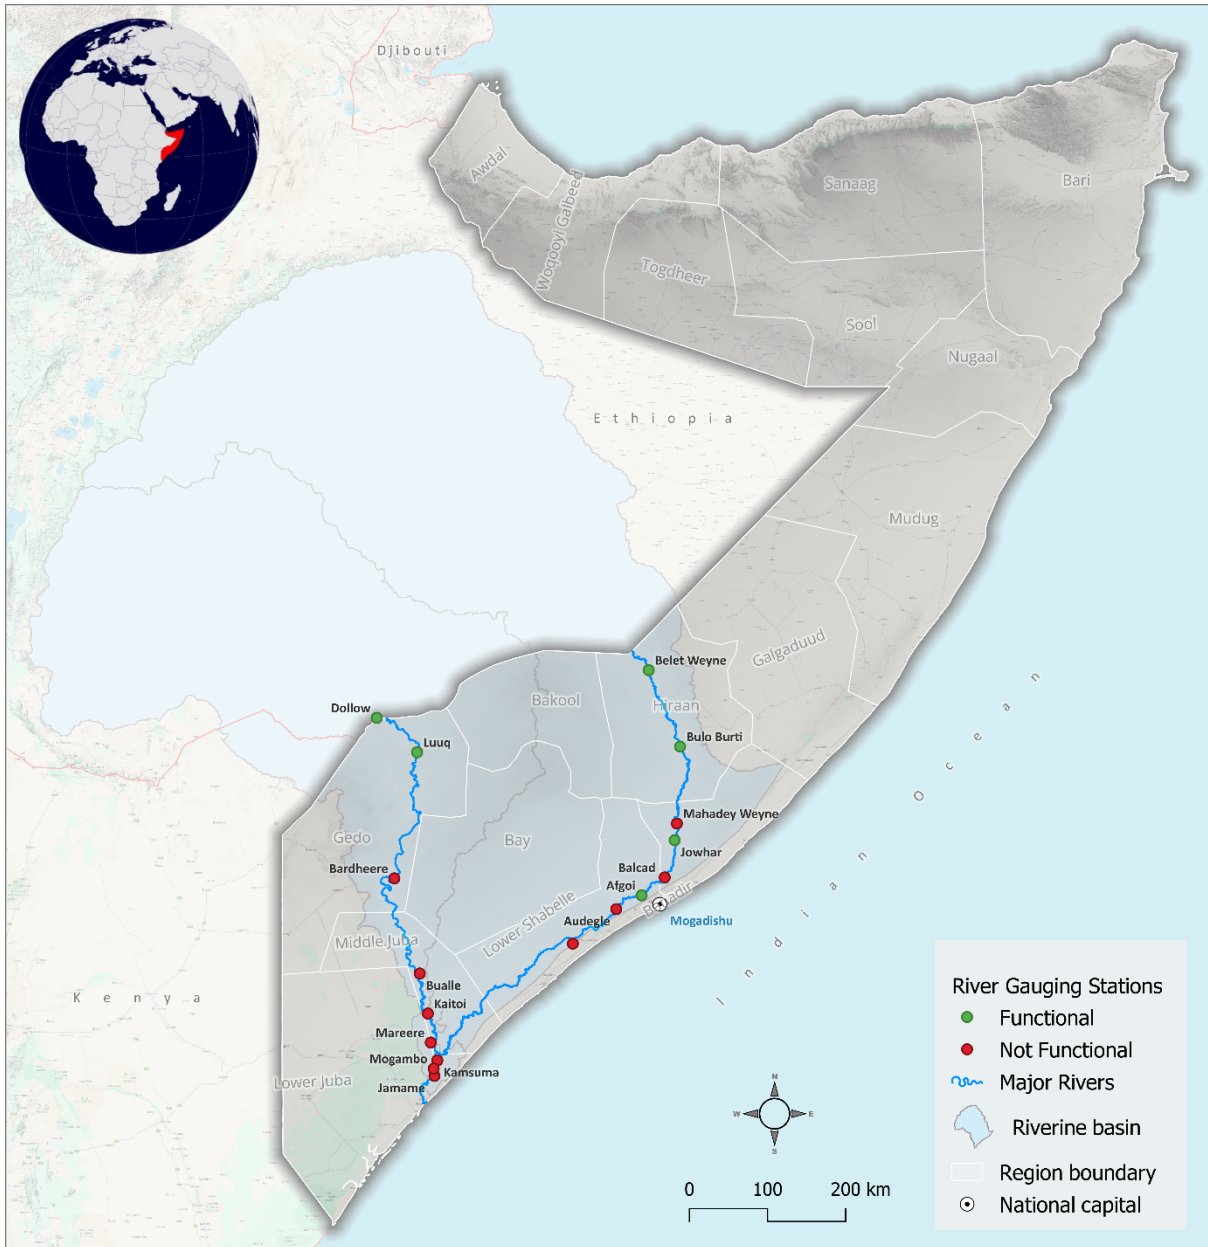 Djibouti
Awdal
Woqooyi Galbeed
Togdheer
Sanaag
Bari
Sool
Nugaal
Ethiopia
Mudug
Galgaduud
Belet Weyne
Hiraan
Bakool
Dollow
Luuq
Bulo Burti
Mahadey Weyne
Jowhar
Gedo
Bay
Bardheere
Balcad
Afgoi
Banadir
Mogadishu
Audegle
Lower Shabelle
Middle Juba
Indian Ocean
Kenya
Bualle
Kaitoi
Mareere
Mogambo
Kamsuma
Jamame
Lower Juba
N
W
E
S
0 100 200 km
River Gauging Stations
Functional
Not Functional
Major Rivers
Riverine basin
Region boundary
National capital